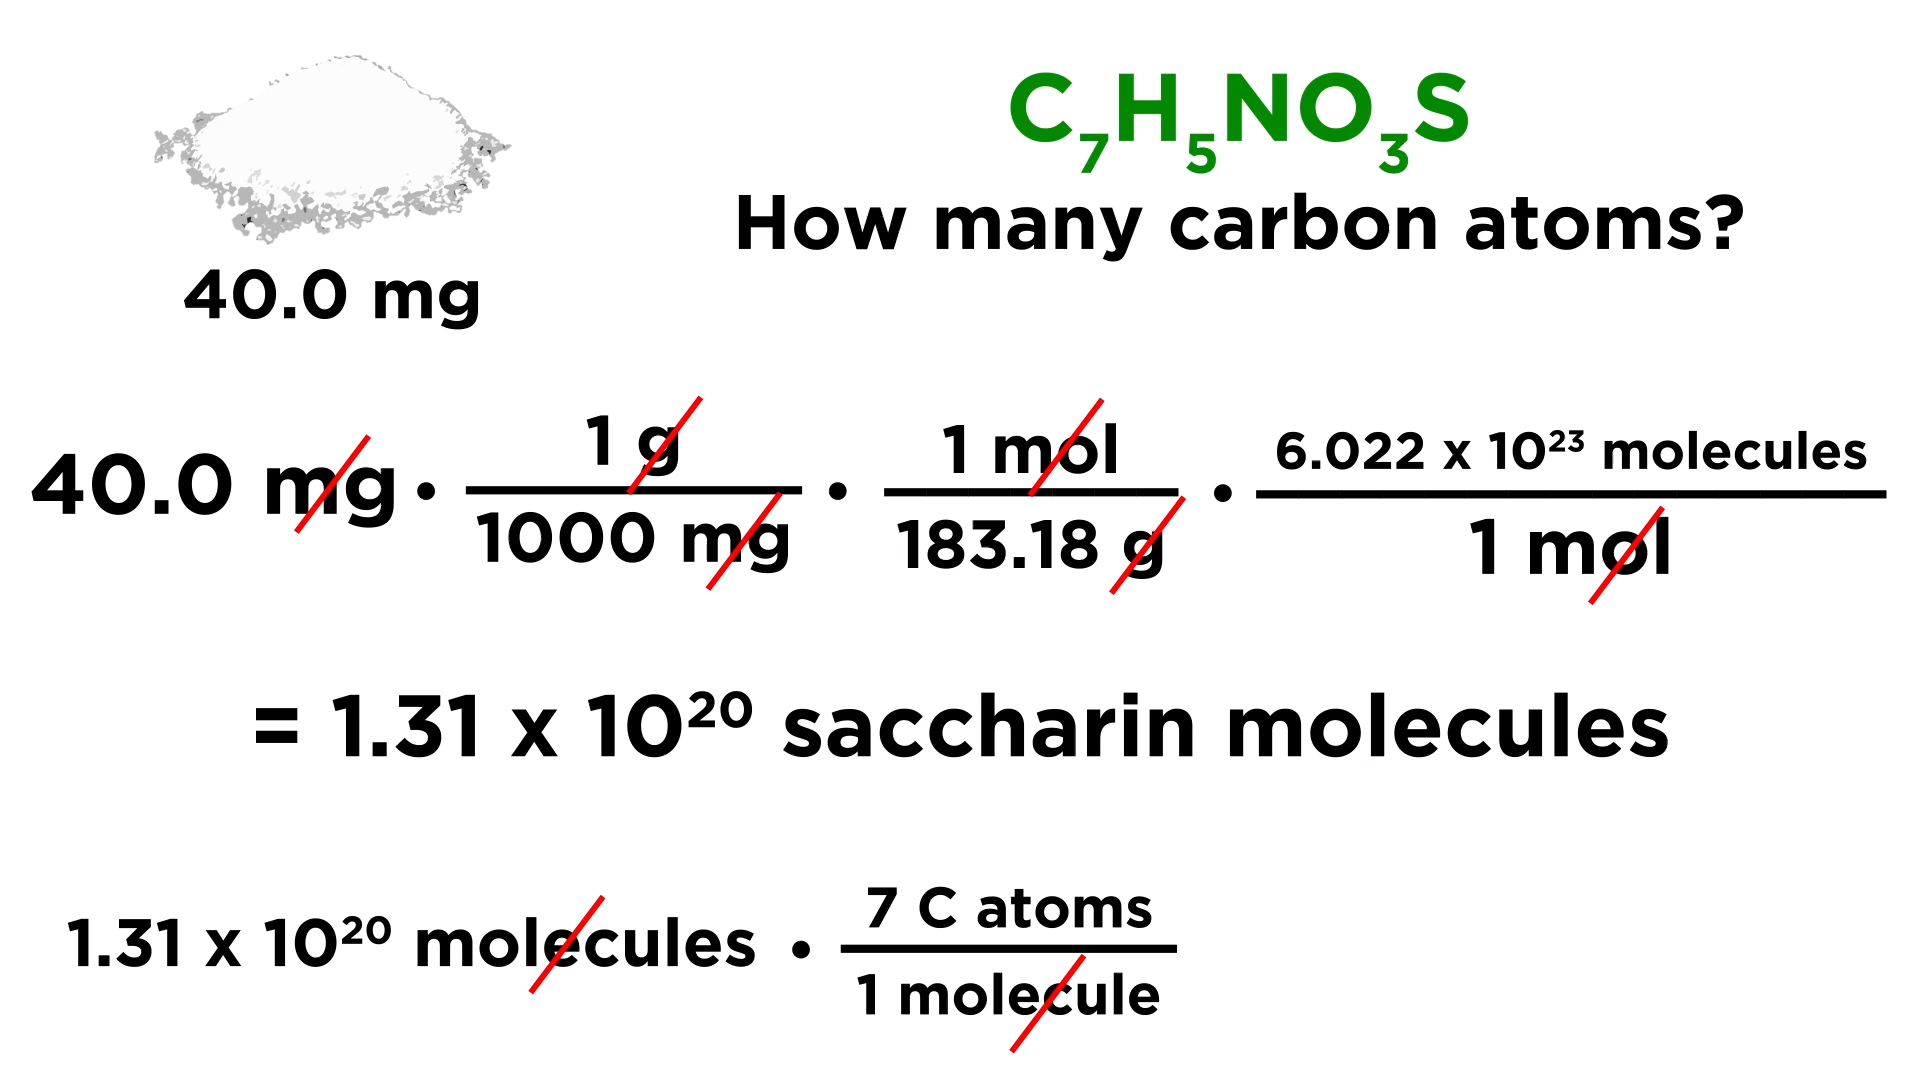 C₇H₅NO₃S
How many carbon atoms?
40.0 mg
40.0 mg · 1 g / 1000 mg · 1 mol / 183.18 g · 6.022 x 10²³ molecules / 1 mol
= 1.31 x 10²⁰ saccharin molecules
1.31 x 10²⁰ molecules · 7 C atoms / 1 molecule